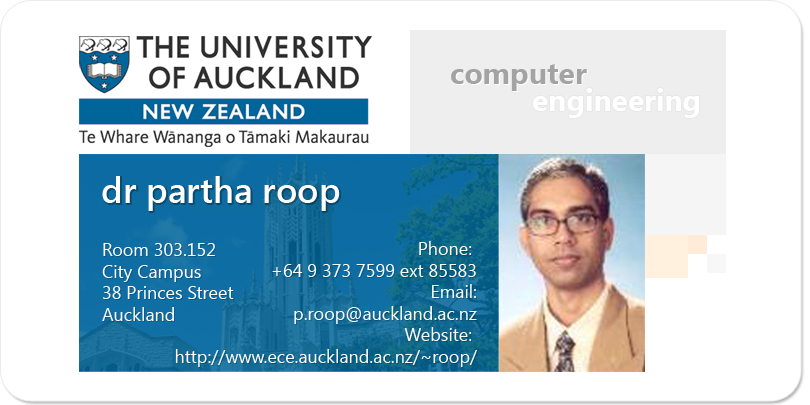 THE UNIVERSITY
OF AUCKLAND
NEW ZEALAND
Te Whare Wānanga o Tāmaki Makaurau
computer
engineering
dr partha roop
Room 303.152
City Campus
38 Princes Street
Auckland
Phone:
+64 9 373 7599 ext 85583
Email:
p.roop@auckland.ac.nz
Website:
http://www.ece.auckland.ac.nz/~roop/